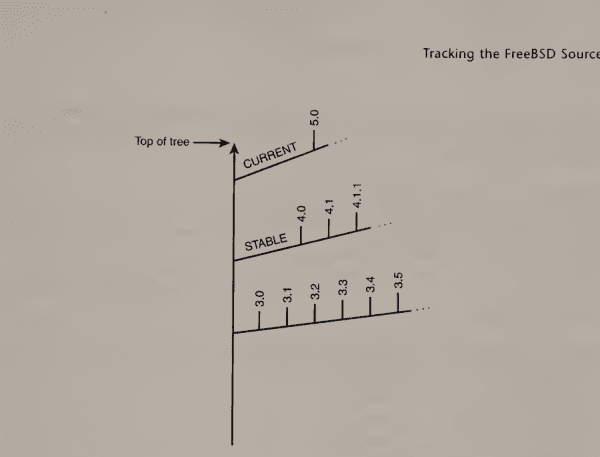 Tracking the FreeBSD Source
5.0
Top of tree
CURRENT
4.0
4.1
4.1.1
STABLE
3.0
3.1
3.2
3.3
3.4
3.5